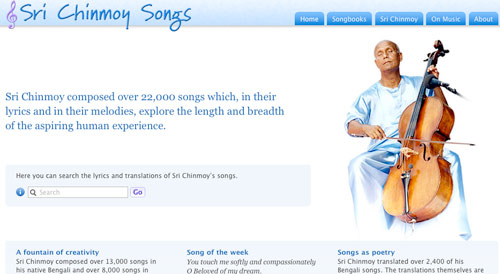 Sri Chinmoy Songs
Home Songbooks Sri Chinmoy On Music About
Sri Chinmoy composed over 22,000 songs which, in their
lyrics and in their melodies, explore the length and breadth
of the aspiring human experience.
Here you can search the lyrics and translations of Sri Chinmoy's songs.
Search Go
A fountain of creativity
Sri Chinmoy composed over 13,000 songs in
his native Bengali and over 8,000 songs in
Song of the week
You touch me softly and compassionately
O Beloved of my dream.
Songs as poetry
Sri Chinmoy translated over 2,400 of his
Bengali songs. The translations themselves are